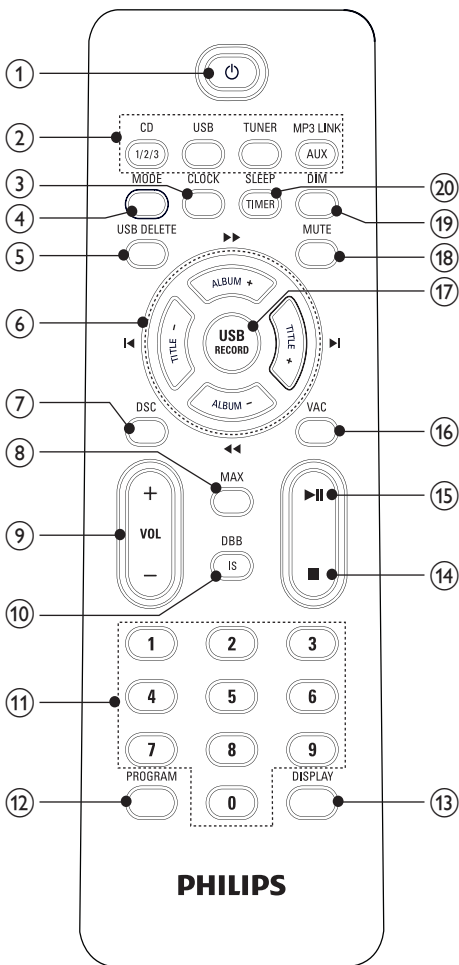 ①
② CD USB TUNER MP3 LINK
1/2/3 AUX
③ MODE CLOCK SLEEP DIM ⑳
④ TIMER ⑲
USB DELETE MUTE
⑤ ⑱
ALBUM + ⑰
⑥ TITLE − USB RECORD TITLE +
ALBUM −
⑦ DSC VAC ⑯
⑧ MAX
+ ⑮
⑨ VOL DBB
− IS ⑭
⑩
1 2 3
⑪ 4 5 6
7 8 9
PROGRAM DISPLAY
⑫ 0 ⑬
PHILIPS